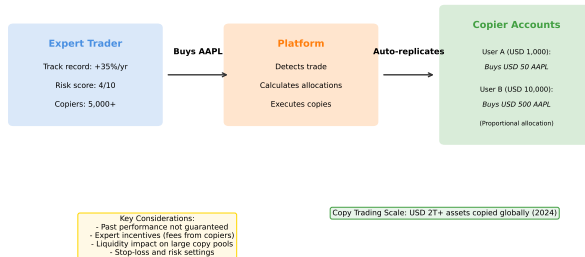 Expert Trader
Track record: +35%/yr
Risk score: 4/10
Copiers: 5,000+
Buys AAPL
Platform
Detects trade
Calculates allocations
Executes copies
Auto-replicates
Copier Accounts
User A (USD 1,000):
Buys USD 50 AAPL
User B (USD 10,000):
Buys USD 500 AAPL
(Proportional allocation)
Key Considerations:
- Past performance not guaranteed
- Expert incentives (fees from copiers)
- Liquidity impact on large copy pools
- Stop-loss and risk settings
Copy Trading Scale: USD 2T+ assets copied globally (2024)